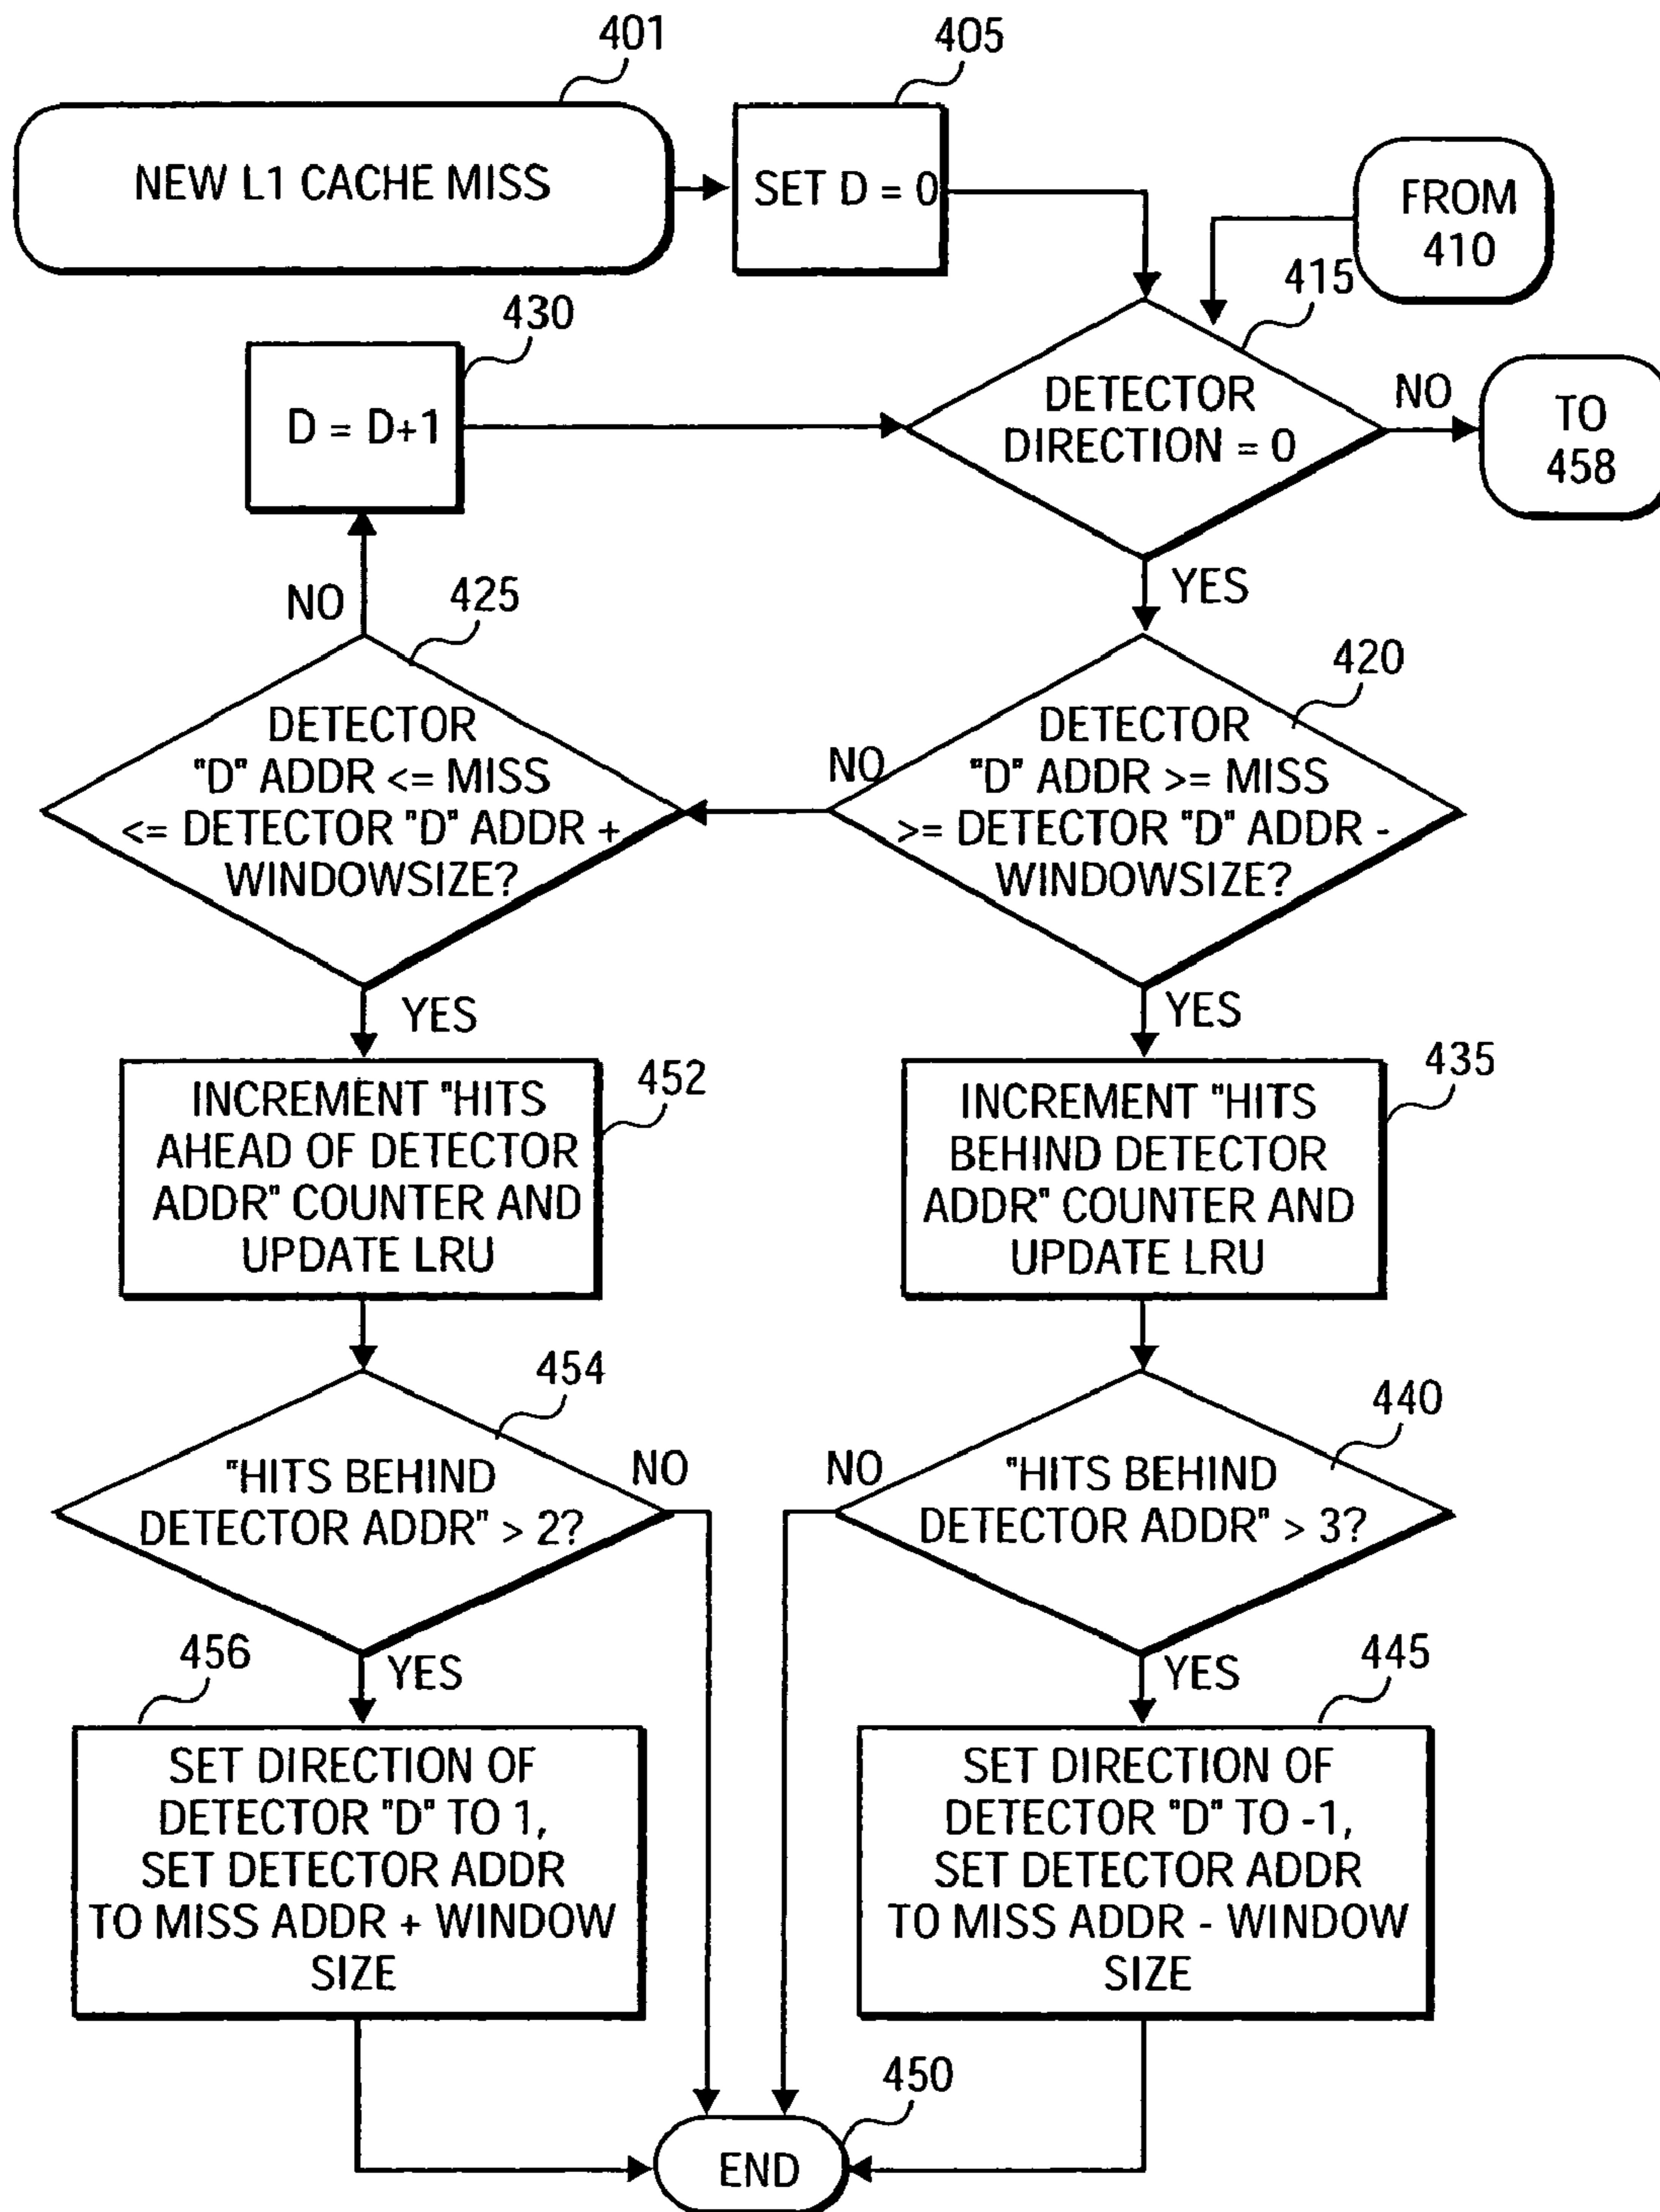 401
405
NEW L1 CACHE MISS
SET D = 0
FROM
410
415
430
D = D+1
DETECTOR
DIRECTION = 0
NO
TO
458
YES
NO
425
420
DETECTOR
"D" ADDR <= MISS
<= DETECTOR "D" ADDR +
WINDOWSIZE?
NO
DETECTOR
"D" ADDR >= MISS
>= DETECTOR "D" ADDR -
WINDOWSIZE?
YES
YES
452
435
INCREMENT "HITS
AHEAD OF DETECTOR
ADDR" COUNTER AND
UPDATE LRU
INCREMENT "HITS
BEHIND DETECTOR
ADDR" COUNTER AND
UPDATE LRU
454
440
"HITS BEHIND
DETECTOR ADDR" > 2?
NO
NO
"HITS BEHIND
DETECTOR ADDR" > 3?
YES
YES
456
445
SET DIRECTION OF
DETECTOR "D" TO 1,
SET DETECTOR ADDR
TO MISS ADDR + WINDOW
SIZE
SET DIRECTION OF
DETECTOR "D" TO -1,
SET DETECTOR ADDR
TO MISS ADDR - WINDOW
SIZE
450
END